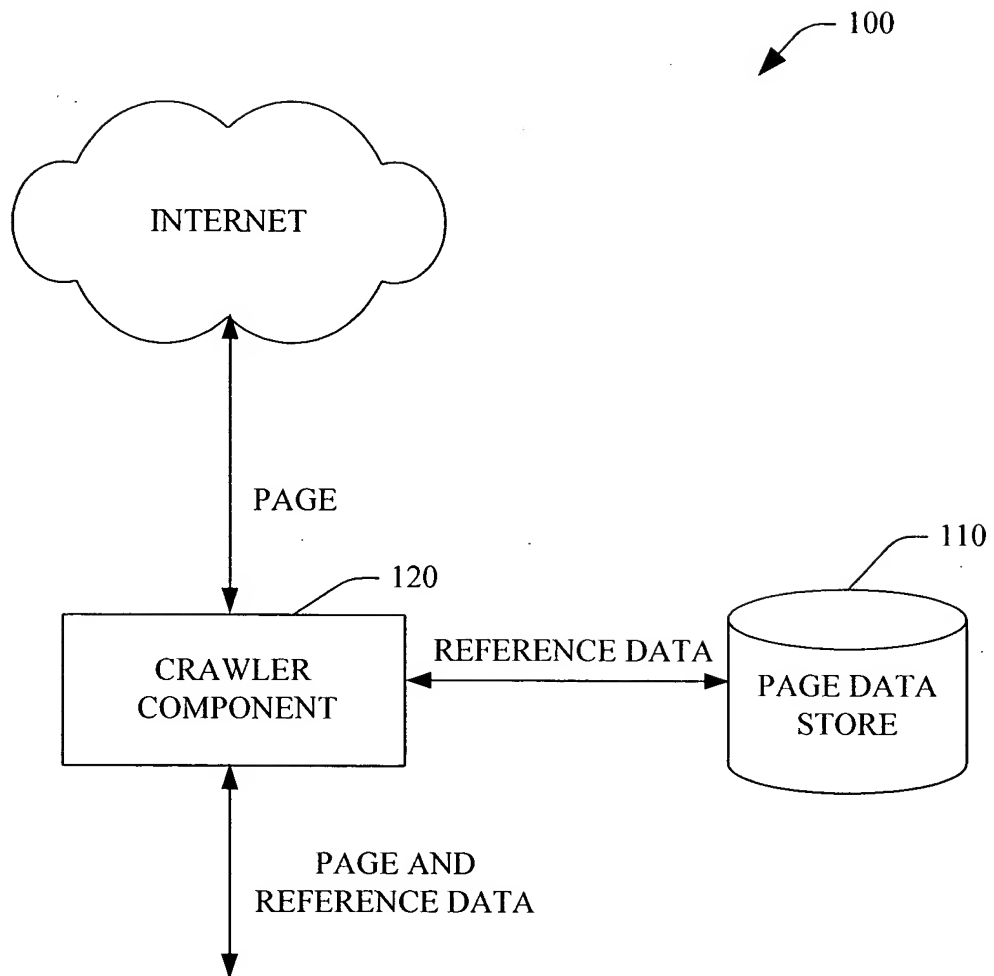 100
INTERNET
PAGE
110
120
REFERENCE DATA
CRAWLER
COMPONENT
PAGE DATA
STORE
PAGE AND
REFERENCE DATA